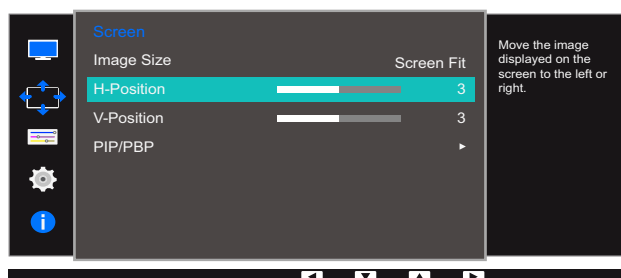 Screen
Image Size Screen Fit
H-Position 3
V-Position 3
PIP/PBP
Move the image
displayed on the
screen to the left or
right.